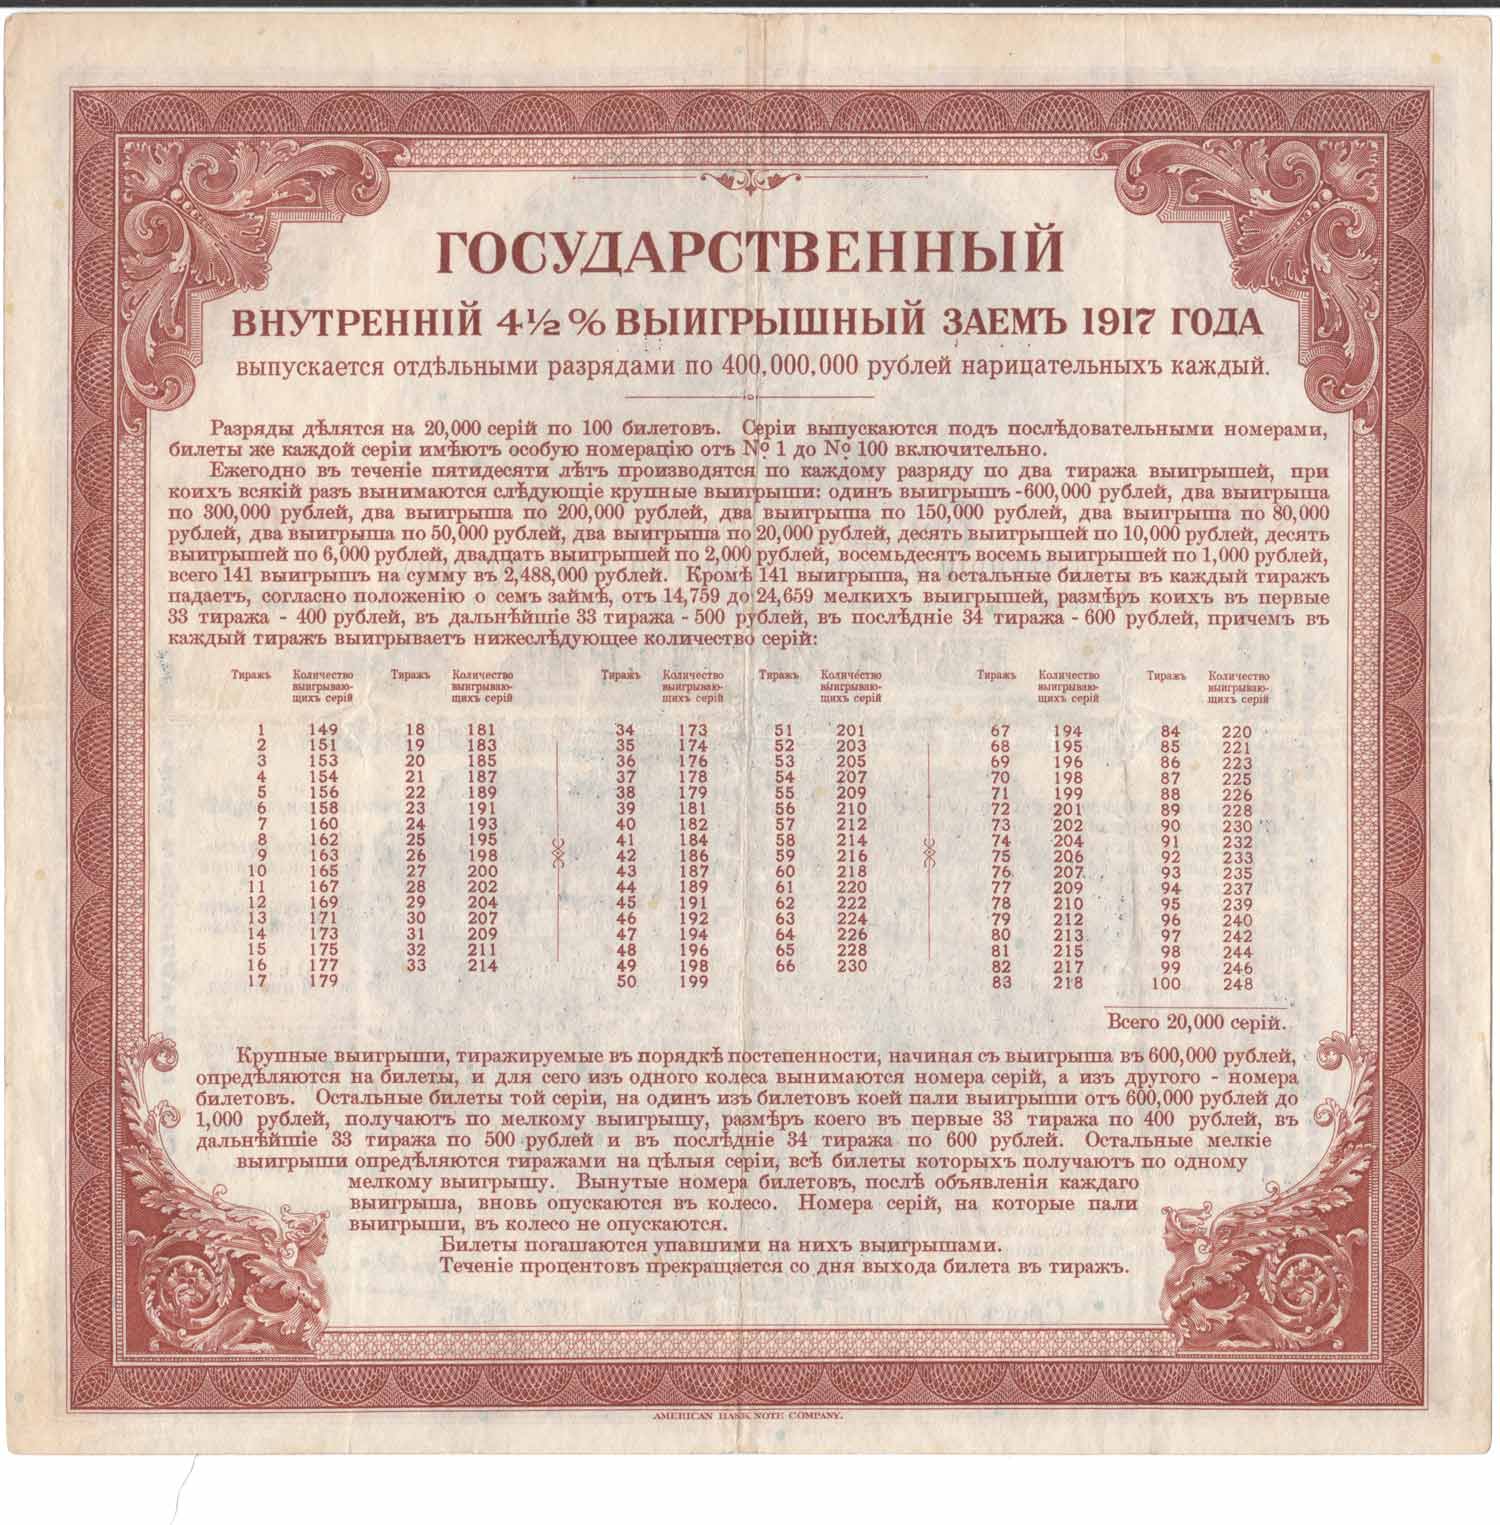 ГОСУДАРСТВЕННЫЙ
ВНУТРЕННІЙ 4½% ВЫИГРЫШНЫЙ ЗАЕМЪ 1917 ГОДА
выпускается отдѣльными разрядами по 400,000,000 рублей нарицательныхъ каждый.
Разряды дѣлятся на 20,000 серій по 100 билетовъ. Серіи выпускаются подъ послѣдовательными номерами,
билеты же каждой серіи имѣютъ особую номерацію отъ № 1 до № 100 включительно.
Ежегодно въ теченіе пятидесяти лѣтъ производятся по каждому разряду по два тиража выигрышей, при
коихъ всякій разъ вынимаются слѣдующіе крупные выигрыши: одинъ выигрышъ -600,000 рублей, два выигрыша
по 300,000 рублей, два выигрыша по 200,000 рублей, два выигрыша по 150,000 рублей, два выигрыша по 80,000
рублей, два выигрыша по 50,000 рублей, два выигрыша по 20,000 рублей, десять выигрышей по 10,000 рублей, десять
выигрышей по 6,000 рублей, двадцать выигрышей по 2,000 рублей, восемьдесятъ восемь выигрышей по 1,000 рублей,
всего 141 выигрышъ на сумму въ 2,488,000 рублей. Кромѣ 141 выигрыша, на остальные билеты въ каждый тиражъ
падаетъ, согласно положенію о семъ займѣ, отъ 14,759 до 24,659 мелкихъ выигрышей, размѣръ коихъ въ первые
33 тиража - 400 рублей, въ дальнѣйшіе 33 тиража - 500 рублей, въ послѣдніе 34 тиража - 600 рублей, причемъ въ
каждый тиражъ выигрываетъ нижеслѣдующее количество серій:
Тиражъ Количество Тиражъ Количество Тиражъ Количество Тиражъ Количество Тиражъ Количество Тиражъ Количество
выигрываю- выигрываю- выигрываю- выигрываю- выигрываю- выигрываю-
щихъ серій щихъ серій щихъ серій щихъ серій щихъ серій щихъ серій
1 149 18 181 34 173 51 201 67 194 84 220
2 151 19 183 35 174 52 203 68 195 85 221
3 153 20 185 36 176 53 205 69 196 86 223
4 154 21 187 37 178 54 207 70 198 87 225
5 156 22 189 38 179 55 209 71 199 88 226
6 158 23 191 39 181 56 210 72 201 89 228
7 160 24 193 40 182 57 212 73 202 90 230
8 162 25 195 41 184 58 214 74 204 91 232
9 163 26 198 42 186 59 216 75 206 92 233
10 165 27 200 43 187 60 218 76 207 93 235
11 167 28 202 44 189 61 220 77 209 94 237
12 169 29 204 45 191 62 222 78 210 95 239
13 171 30 207 46 192 63 224 79 212 96 240
14 173 31 209 47 194 64 226 80 213 97 242
15 175 32 211 48 196 65 228 81 215 98 244
16 177 33 214 49 198 66 230 82 217 99 246
17 179 50 199 83 218 100 248
Всего 20,000 серій.
Крупные выигрыши, тиражируемые въ порядкѣ постепенности, начиная съ выигрыша въ 600,000 рублей,
опредѣляются на билеты, и для сего изъ одного колеса вынимаются номера серій, а изъ другого - номера
билетовъ. Остальные билеты той серіи, на одинъ изъ билетовъ коей пали выигрыши отъ 600,000 рублей до
1,000 рублей, получаютъ по мелкому выигрышу, размѣръ коего въ первые 33 тиража по 400 рублей, въ
дальнѣйшіе 33 тиража по 500 рублей и въ послѣдніе 34 тиража по 600 рублей. Остальные мелкіе
выигрыши опредѣляются тиражами на цѣлыя серіи, всѣ билеты которыхъ получаютъ по одному
мелкому выигрышу. Вынутые номера билетовъ, послѣ объявленія каждаго
выигрыша, вновь опускаются въ колесо. Номера серій, на которые пали
выигрыши, въ колесо не опускаются.
Билеты погашаются упавшими на нихъ выигрышами.
Теченіе процентовъ прекращается со дня выхода билета въ тиражъ.
AMERICAN BANK NOTE COMPANY.